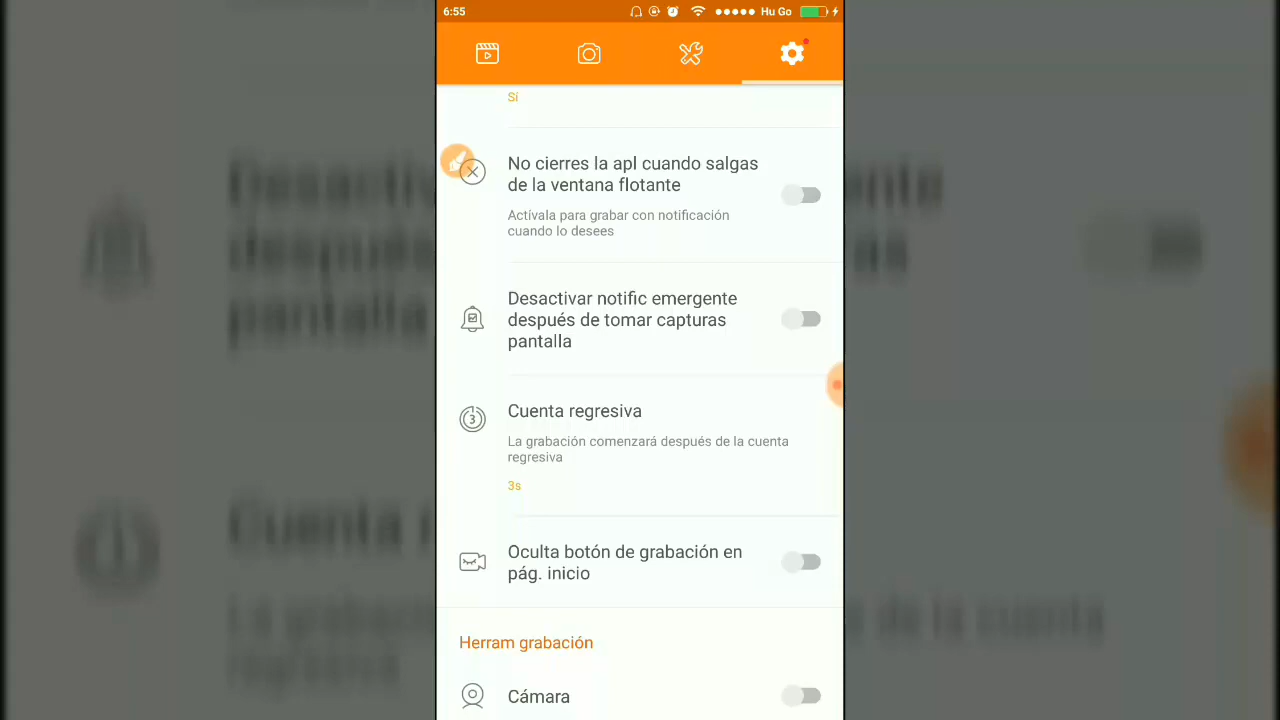 6:55
Hu Go
Sí
No cierres la apl cuando salgas
de la ventana flotante
Actívala para grabar con notificación
cuando lo desees
Desactivar notific emergente
después de tomar capturas
pantalla
3
Cuenta regresiva
La grabación comenzará después de la cuenta
regresiva
3s
Oculta botón de grabación en
pág. inicio
Herram grabación
Cámara